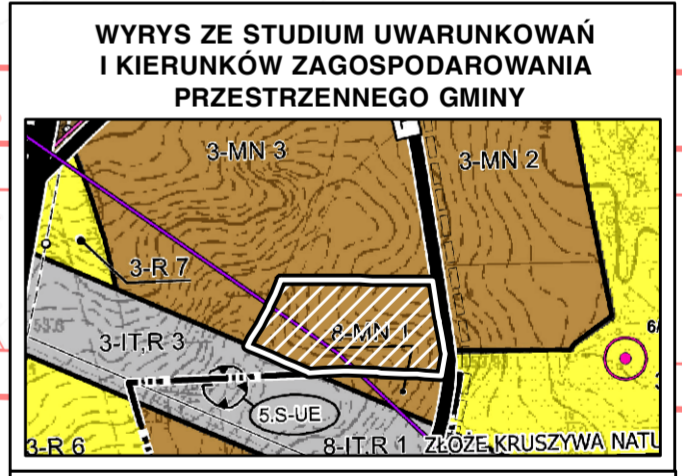 WYRYS ZE STUDIUM UWARUNKOWAŃ
I KIERUNKÓW ZAGOSPODAROWANIA
PRZESTRZENNEGO GMINY
3-MN 3
3-MN 2
3-R 7
3-IT,R 3
8-MN 1
6/
5.S-UE
3-R 6
8-IT,R 1
ZŁOŻE KRUSZYWA NATU